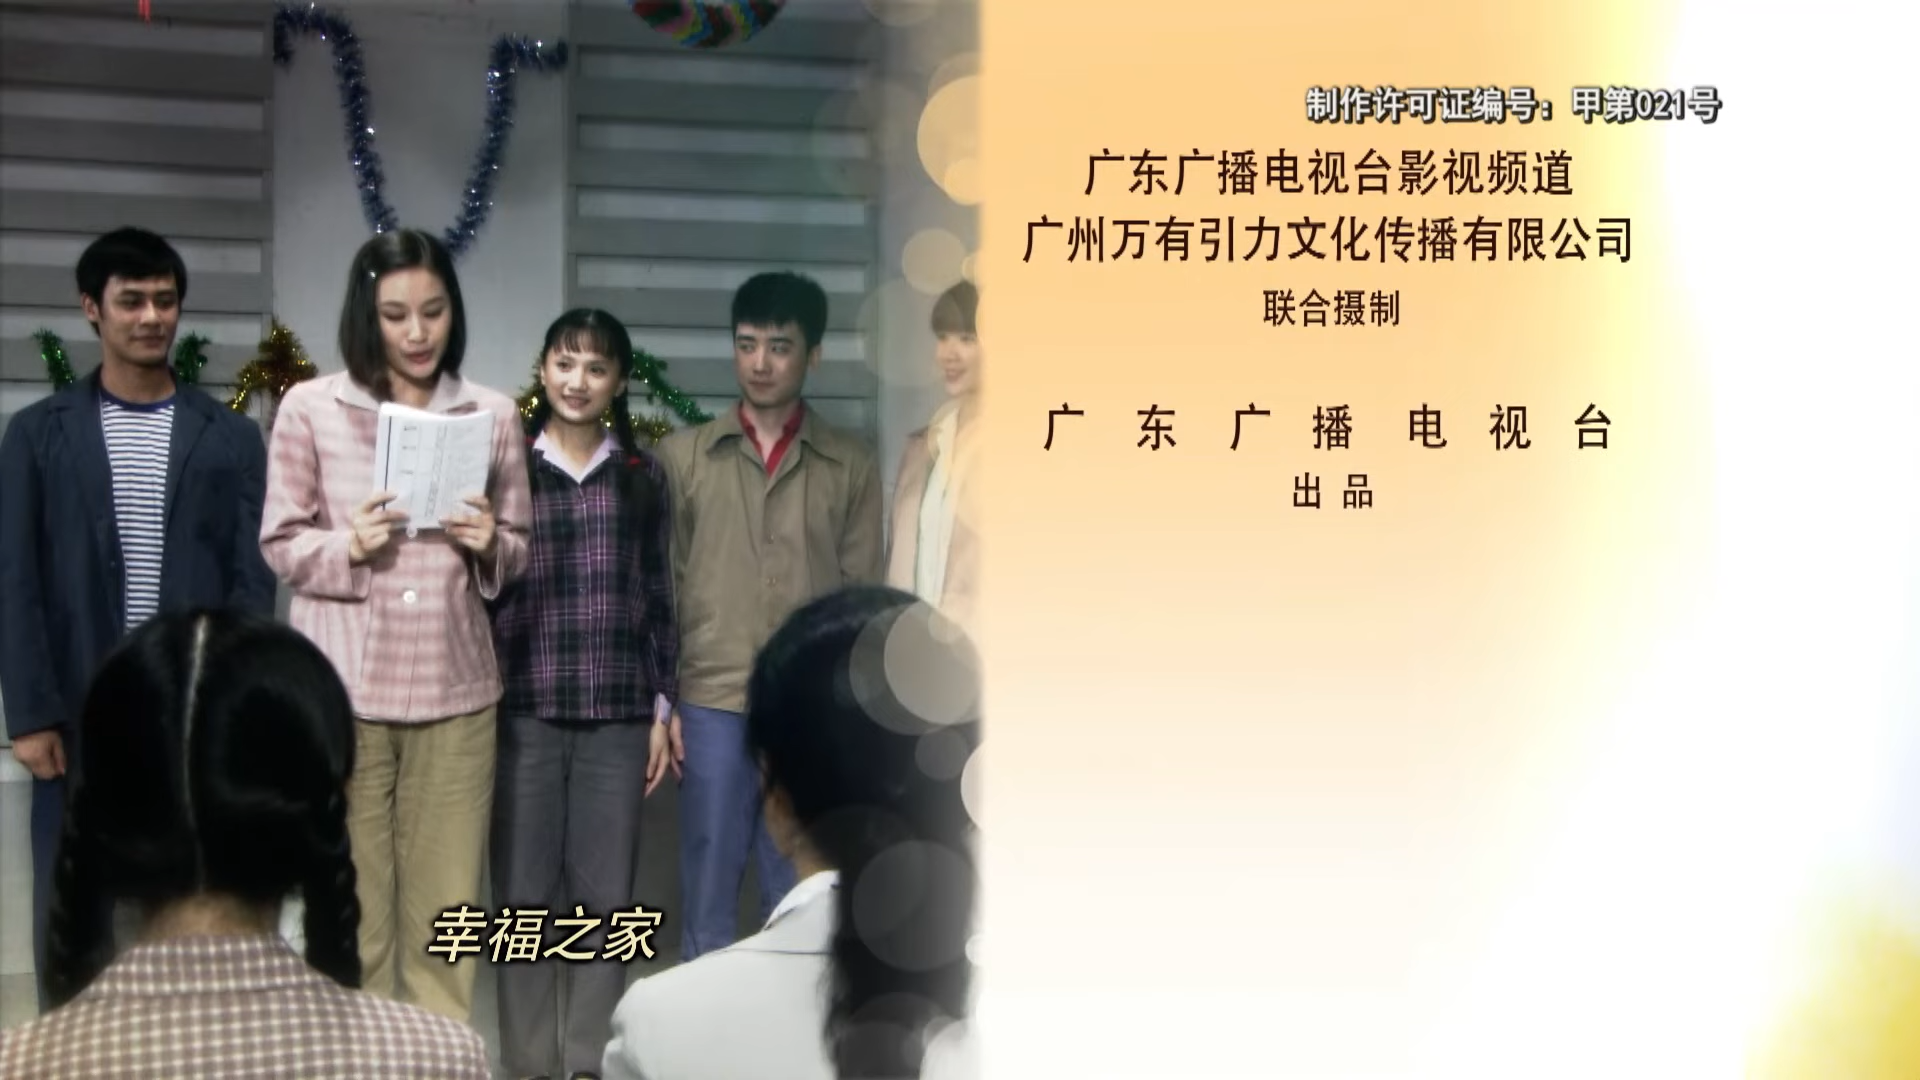 制作许可证编号：甲第021号
广东广播电视台影视频道
广州万有引力文化传播有限公司
联合摄制
广东广播电视台
出品
幸福之家